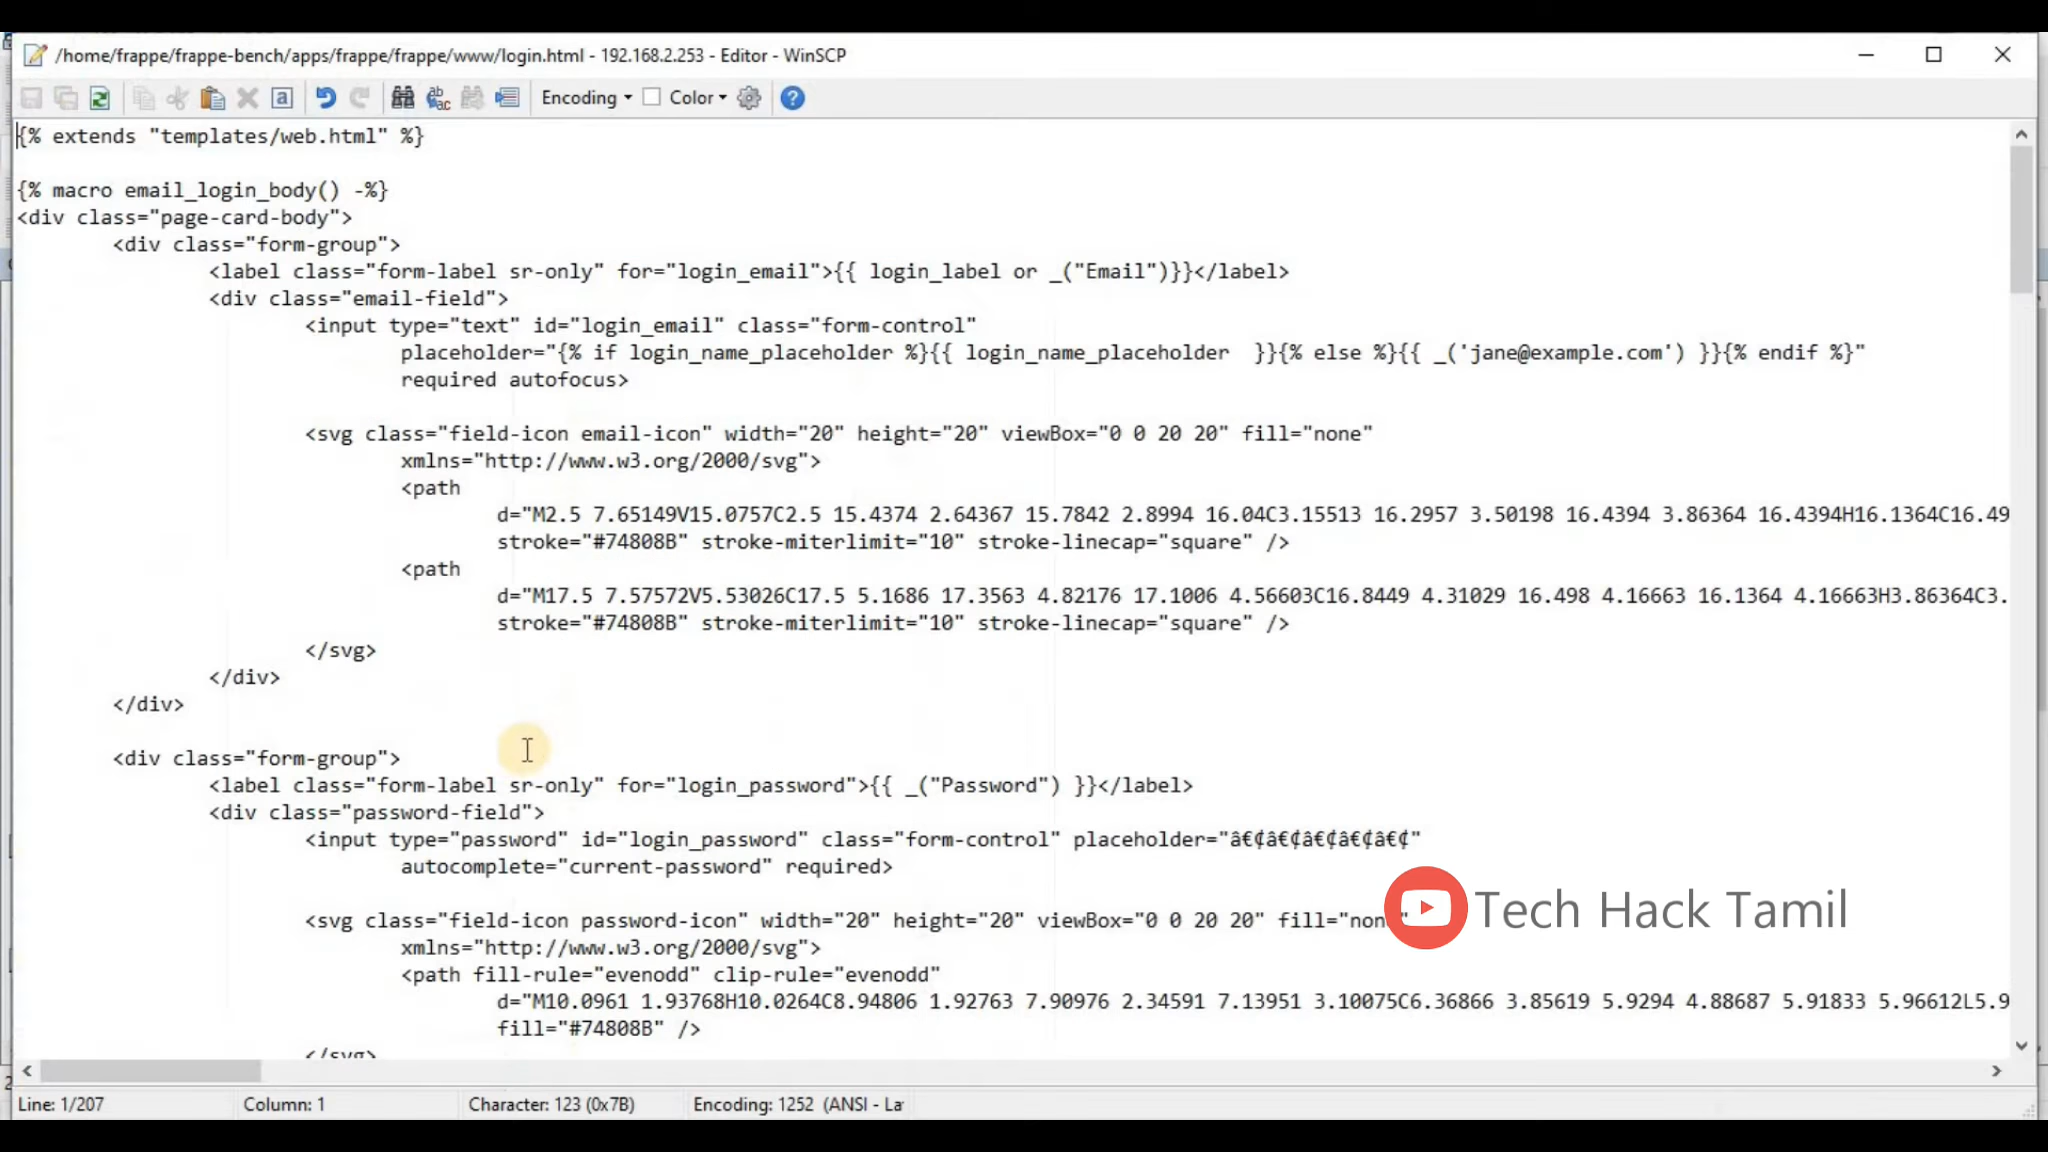 /home/frappe/frappe-bench/apps/frappe/frappe/www/login.html - 192.168.2.253 - Editor - WinSCP
Encoding Color
{% extends "templates/web.html" %}
{% macro email_login_body() -%}
<div class="page-card-body">
<div class="form-group">
<label class="form-label sr-only" for="login_email">{{ login_label or _("Email")}}</label>
<div class="email-field">
<input type="text" id="login_email" class="form-control"
placeholder="{% if login_name_placeholder %}{{ login_name_placeholder  }}{% else %}{{ _('jane@example.com') }}{% endif %}"
required autofocus>
<svg class="field-icon email-icon" width="20" height="20" viewBox="0 0 20 20" fill="none"
xmlns="http://www.w3.org/2000/svg">
<path
d="M2.5 7.65149V15.0757C2.5 15.4374 2.64367 15.7842 2.8994 16.04C3.15513 16.2957 3.50198 16.4394 3.86364 16.4394H16.1364C16.49
stroke="#74808B" stroke-miterlimit="10" stroke-linecap="square" />
<path
d="M17.5 7.57572V5.53026C17.5 5.1686 17.3563 4.82176 17.1006 4.56603C16.8449 4.31029 16.498 4.16663 16.1364 4.16663H3.86364C3.
stroke="#74808B" stroke-miterlimit="10" stroke-linecap="square" />
</svg>
</div>
</div>
<div class="form-group">
<label class="form-label sr-only" for="login_password">{{ _("Password") }}</label>
<div class="password-field">
<input type="password" id="login_password" class="form-control" placeholder="â€¢â€¢â€¢â€¢â€¢"
autocomplete="current-password" required>
<svg class="field-icon password-icon" width="20" height="20" viewBox="0 0 20 20" fill="none"
xmlns="http://www.w3.org/2000/svg">
<path fill-rule="evenodd" clip-rule="evenodd"
d="M10.0961 1.93768H10.0264C8.94806 1.92763 7.90976 2.34591 7.13951 3.10075C6.36866 3.85619 5.9294 4.88687 5.91833 5.96612L5.9
fill="#74808B" />
</svg>
Tech Hack Tamil
Line: 1/207 Column: 1 Character: 123 (0x7B) Encoding: 1252  (ANSI - La